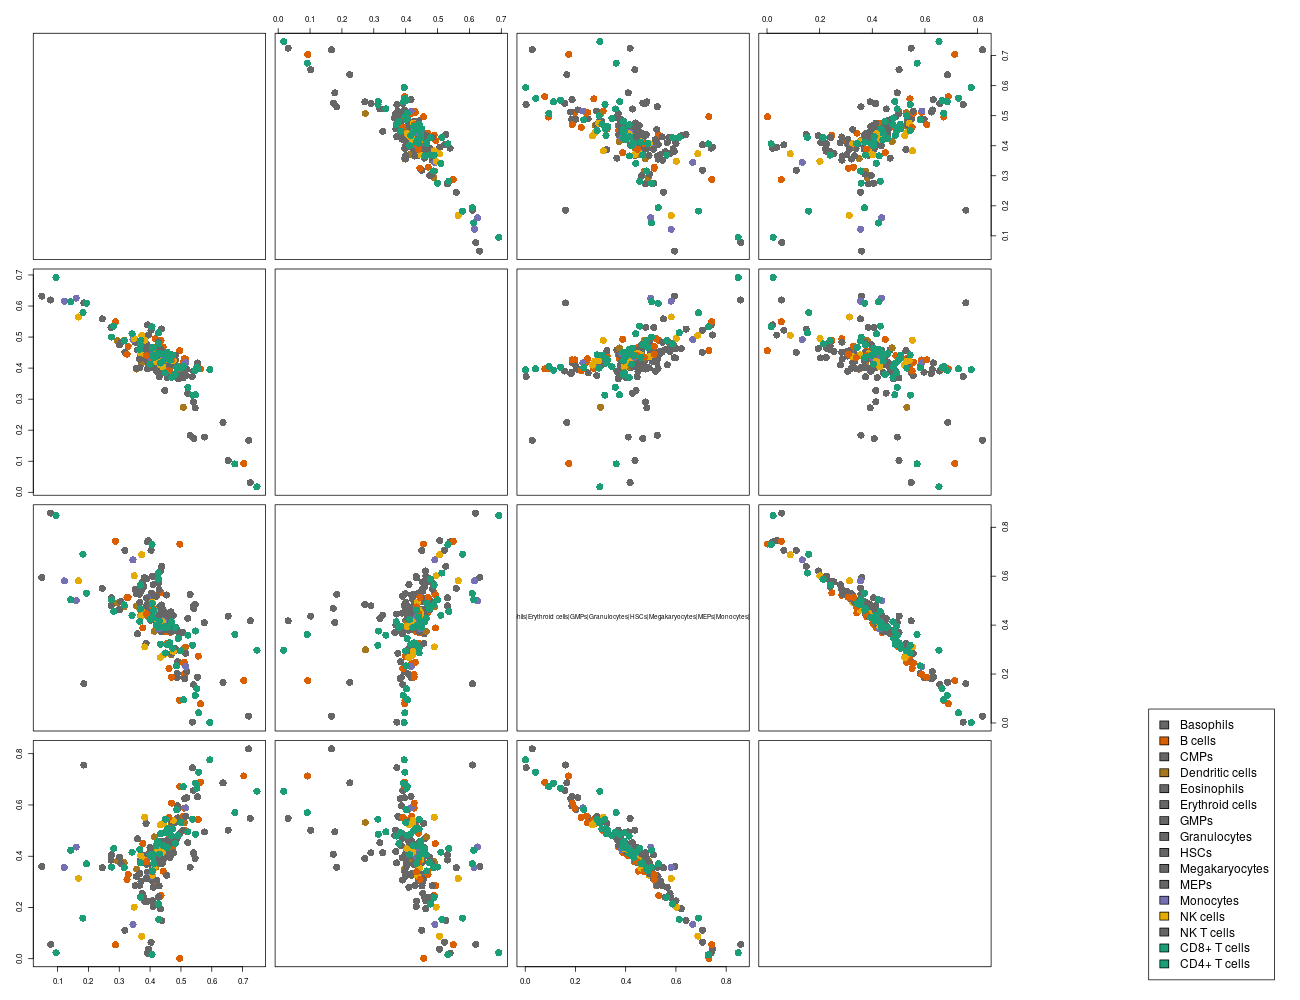 0.0 0.1 0.2 0.3 0.4 0.5 0.6 0.7
0.0 0.2 0.4 0.6 0.8
0.1 0.2 0.3 0.4 0.5 0.6 0.7
0.0 0.1 0.2 0.3 0.4 0.5 0.6 0.7
hils|Erythroid cells|GMPs|Granulocytes|HSCs|Megakaryocytes|MEPs|Monocytes|
0.0 0.2 0.4 0.6 0.8
0.0 0.2 0.4 0.6 0.8
0.1 0.2 0.3 0.4 0.5 0.6 0.7
0.0 0.2 0.4 0.6 0.8
Basophils
B cells
CMPs
Dendritic cells
Eosinophils
Erythroid cells
GMPs
Granulocytes
HSCs
Megakaryocytes
MEPs
Monocytes
NK cells
NK T cells
CD8+ T cells
CD4+ T cells